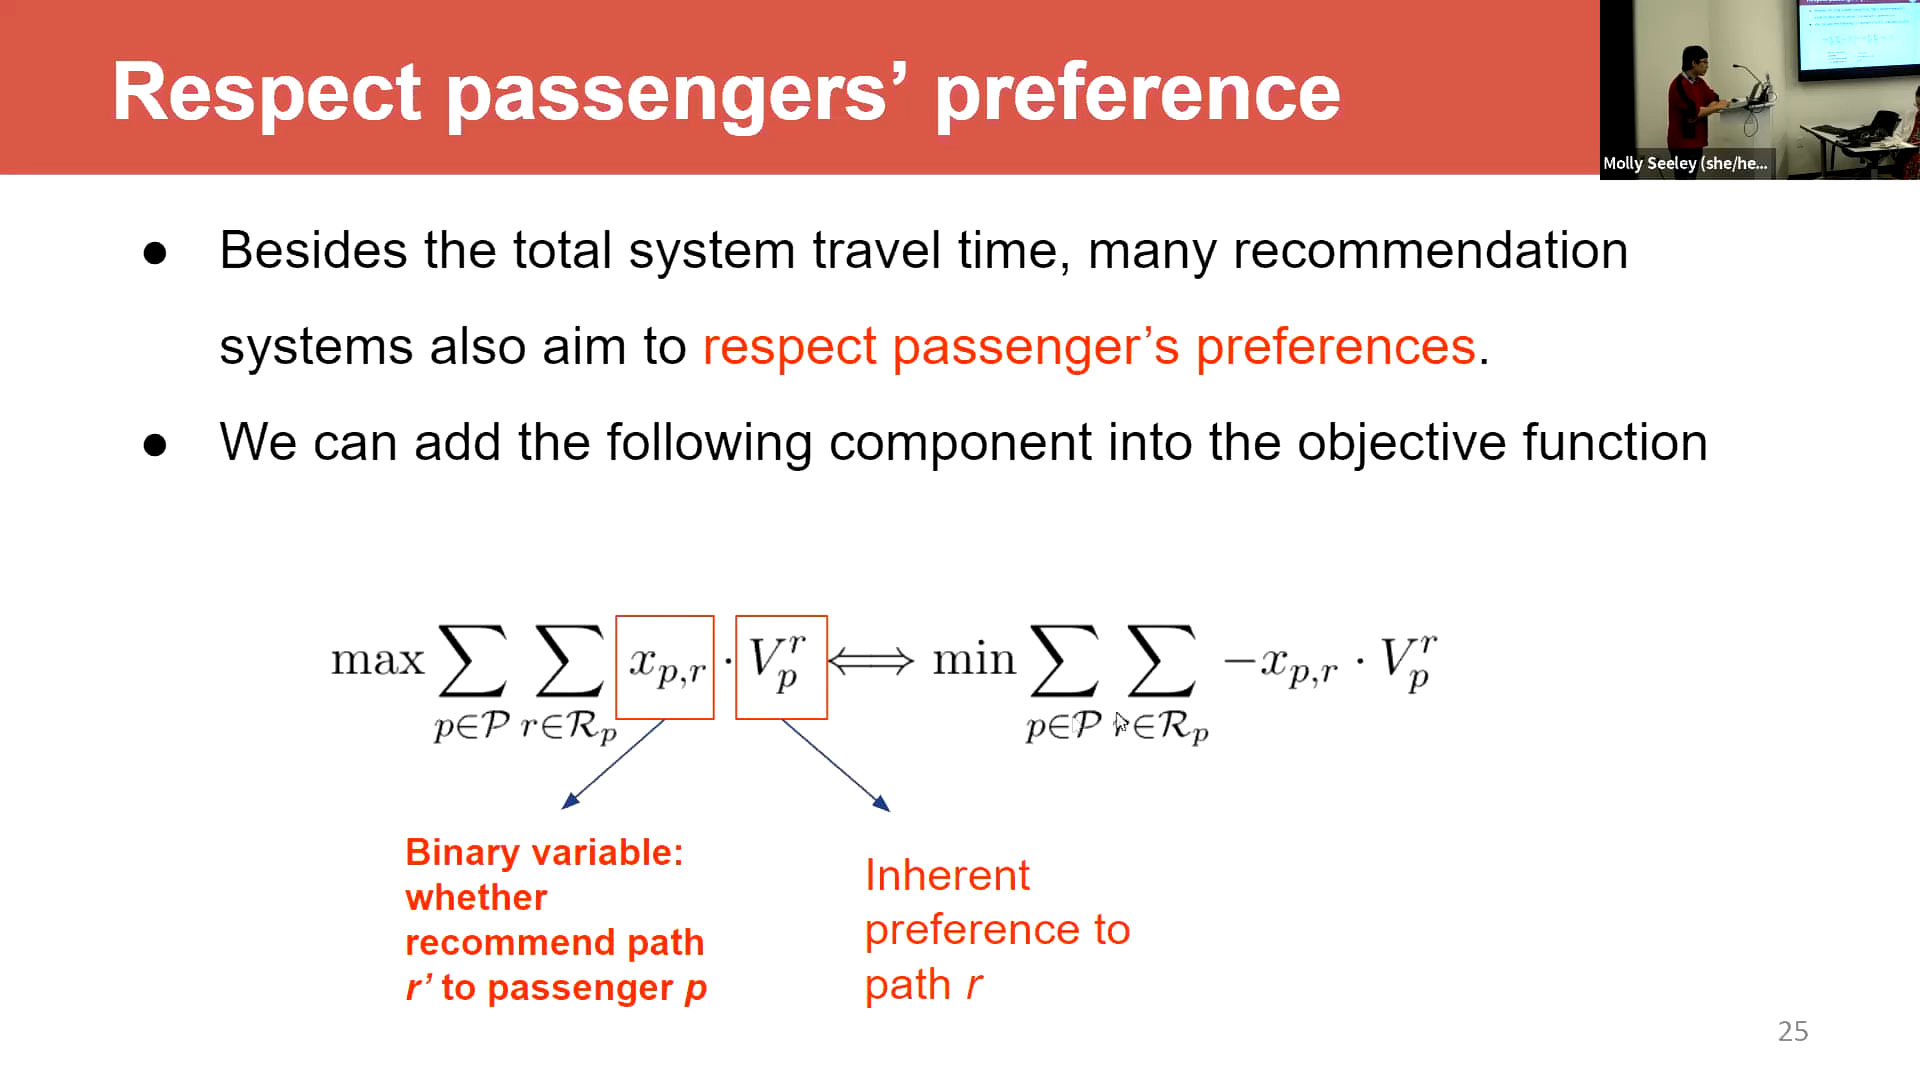 Respect passengers’ preference
Molly Seeley (she/he...
● Besides the total system travel time, many recommendation
systems also aim to respect passenger’s preferences.
● We can add the following component into the objective function
max ∑_{p∈𝒫} ∑_{r∈ℛ_p} x_{p,r} · V_p^r ⟺ min ∑_{p∈𝒫} ∑_{r∈ℛ_p} −x_{p,r} · V_p^r
Binary variable:
whether
recommend path
r’ to passenger p
Inherent
preference to
path r
25